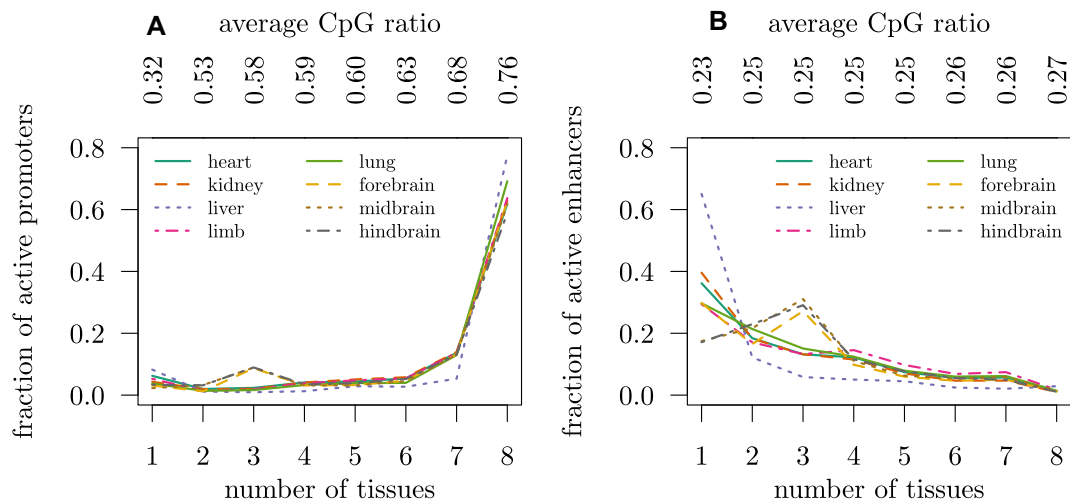 A
average CpG ratio
0.32 0.53 0.58 0.59 0.60 0.63 0.68 0.76
fraction of active promoters
0.8
0.6
0.4
0.2
0.0
heart
kidney
liver
limb
lung
forebrain
midbrain
hindbrain
1 2 3 4 5 6 7 8
number of tissues
B
average CpG ratio
0.23 0.25 0.25 0.25 0.25 0.26 0.26 0.27
fraction of active enhancers
0.8
0.6
0.4
0.2
0.0
heart
kidney
liver
limb
lung
forebrain
midbrain
hindbrain
1 2 3 4 5 6 7 8
number of tissues